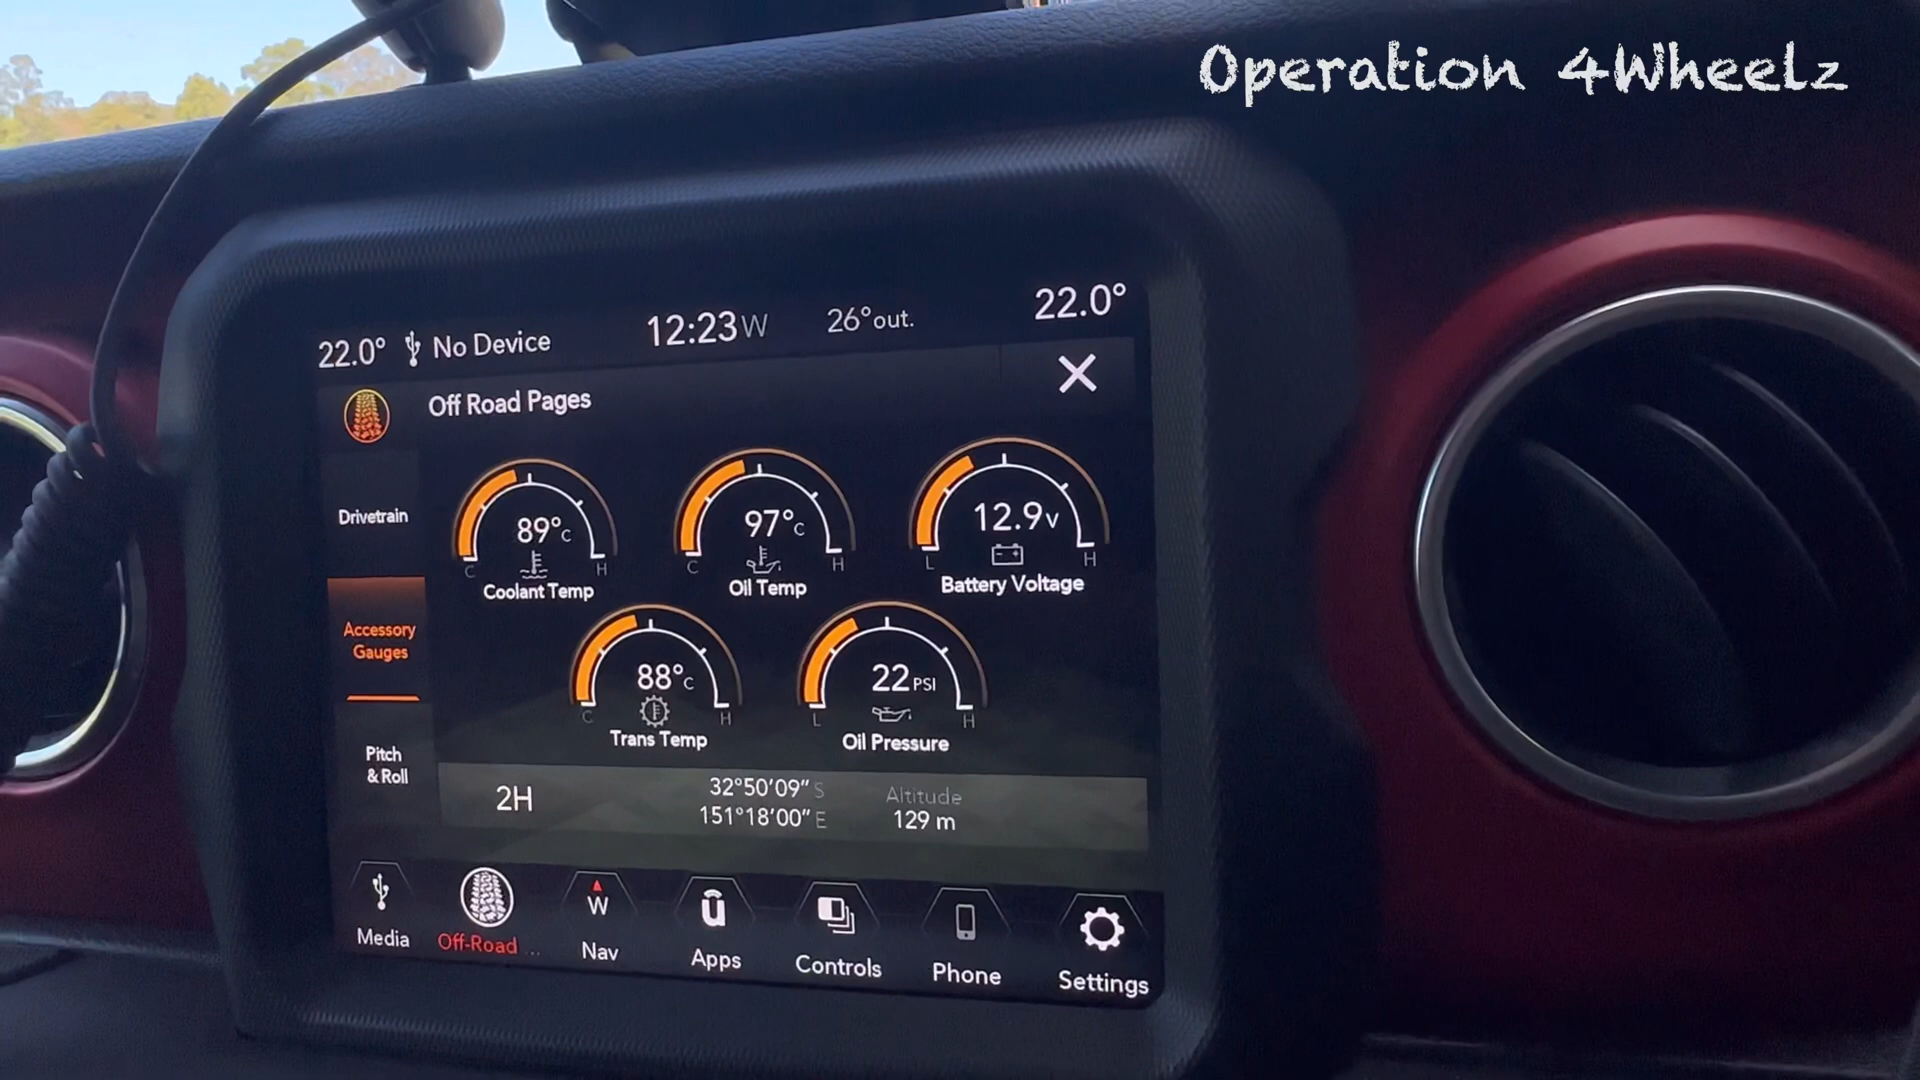 Operation 4Wheelz
22.0° No Device 12:23 W 26°out. 22.0°
Off Road Pages
Drivetrain
Accessory
Gauges
Pitch
& Roll
89°C
C H
Coolant Temp
97°C
C H
Oil Temp
12.9V
L H
Battery Voltage
88°C
C H
Trans Temp
22 PSI
L H
Oil Pressure
2H
32°50'09" S
151°18'00" E
Altitude
129 m
W
Media Off-Road ... Nav Apps Controls Phone Settings